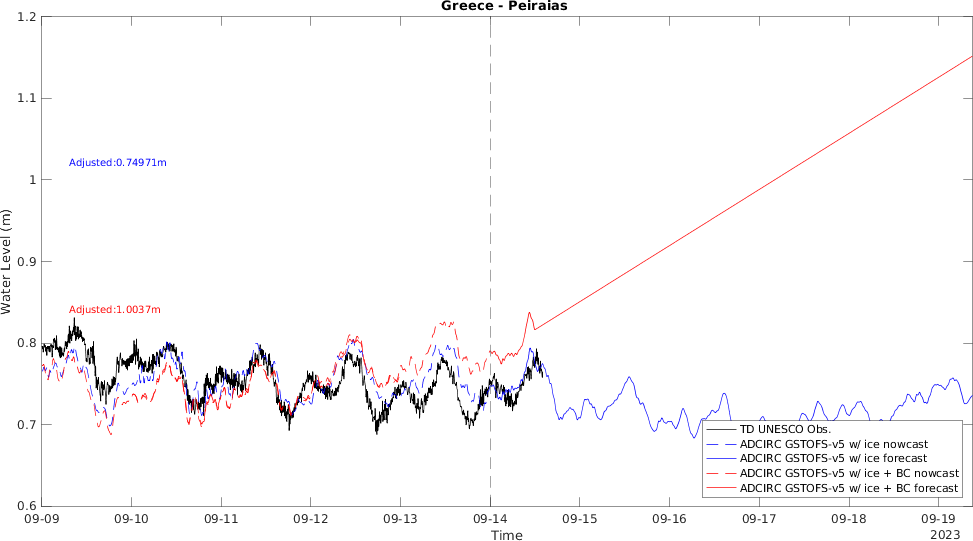 Greece - Peiraias
1.2
1.1
1
0.9
0.8
0.7
0.6
Water Level (m)
Adjusted:0.74971m
Adjusted:1.0037m
TD UNESCO Obs.
ADCIRC GSTOFS-v5 w/ ice nowcast
ADCIRC GSTOFS-v5 w/ ice forecast
ADCIRC GSTOFS-v5 w/ ice + BC nowcast
ADCIRC GSTOFS-v5 w/ ice + BC forecast
09-09 09-10 09-11 09-12 09-13 09-14 09-15 09-16 09-17 09-18 09-19
2023
Time